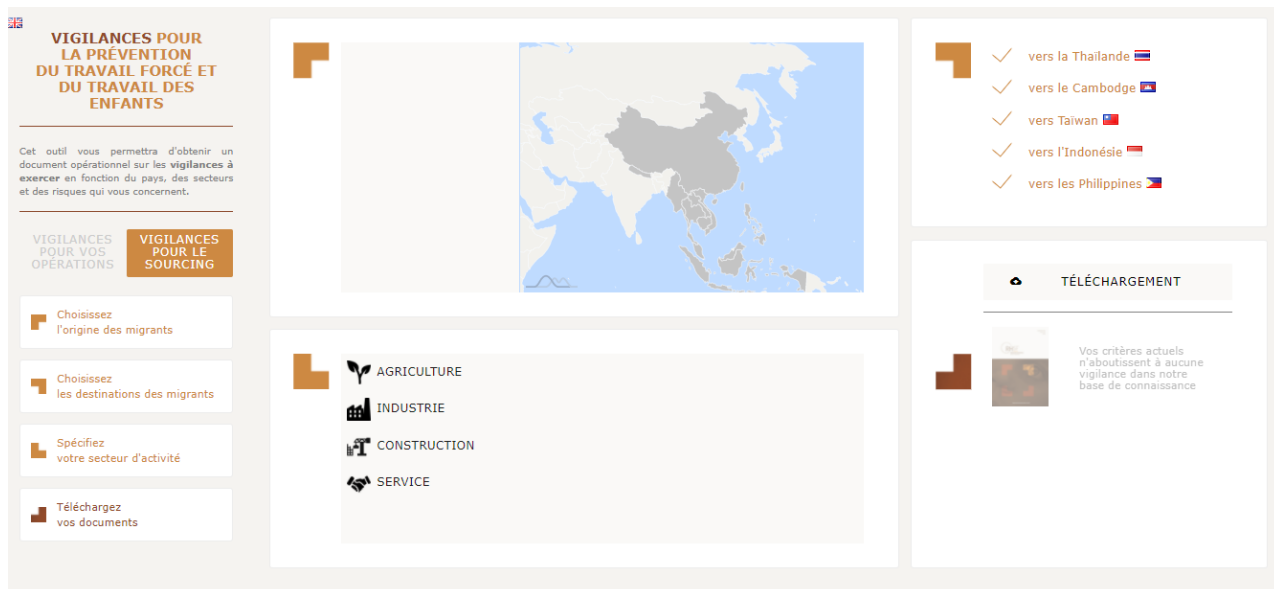 VIGILANCES POUR
LA PRÉVENTION
DU TRAVAIL FORCÉ ET
DU TRAVAIL DES
ENFANTS
Cet outil vous permettra d'obtenir un
document opérationnel sur les vigilances à
exercer en fonction du pays, des secteurs
et des risques qui vous concernent.
VIGILANCES
POUR VOS
OPÉRATIONS
VIGILANCES
POUR LE
SOURCING
Choisissez
l'origine des migrants
Choisissez
les destinations des migrants
Spécifiez
votre secteur d'activité
Téléchargez
vos documents
AGRICULTURE
INDUSTRIE
CONSTRUCTION
SERVICE
vers la Thaïlande
vers le Cambodge
vers Taïwan
vers l'Indonésie
vers les Philippines
TÉLÉCHARGEMENT
Vos critères actuels
n'aboutissent à aucune
vigilance dans notre
base de connaissance